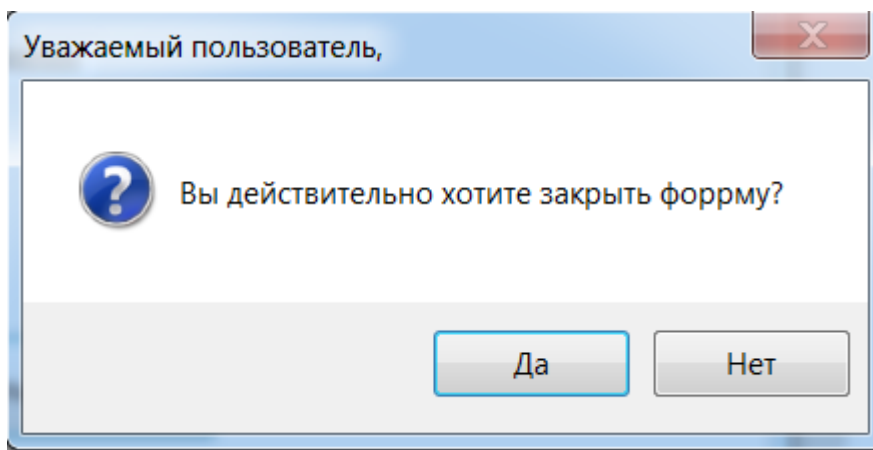 Уважаемый пользователь,
Вы действительно хотите закрыть форрму?
Да
Нет